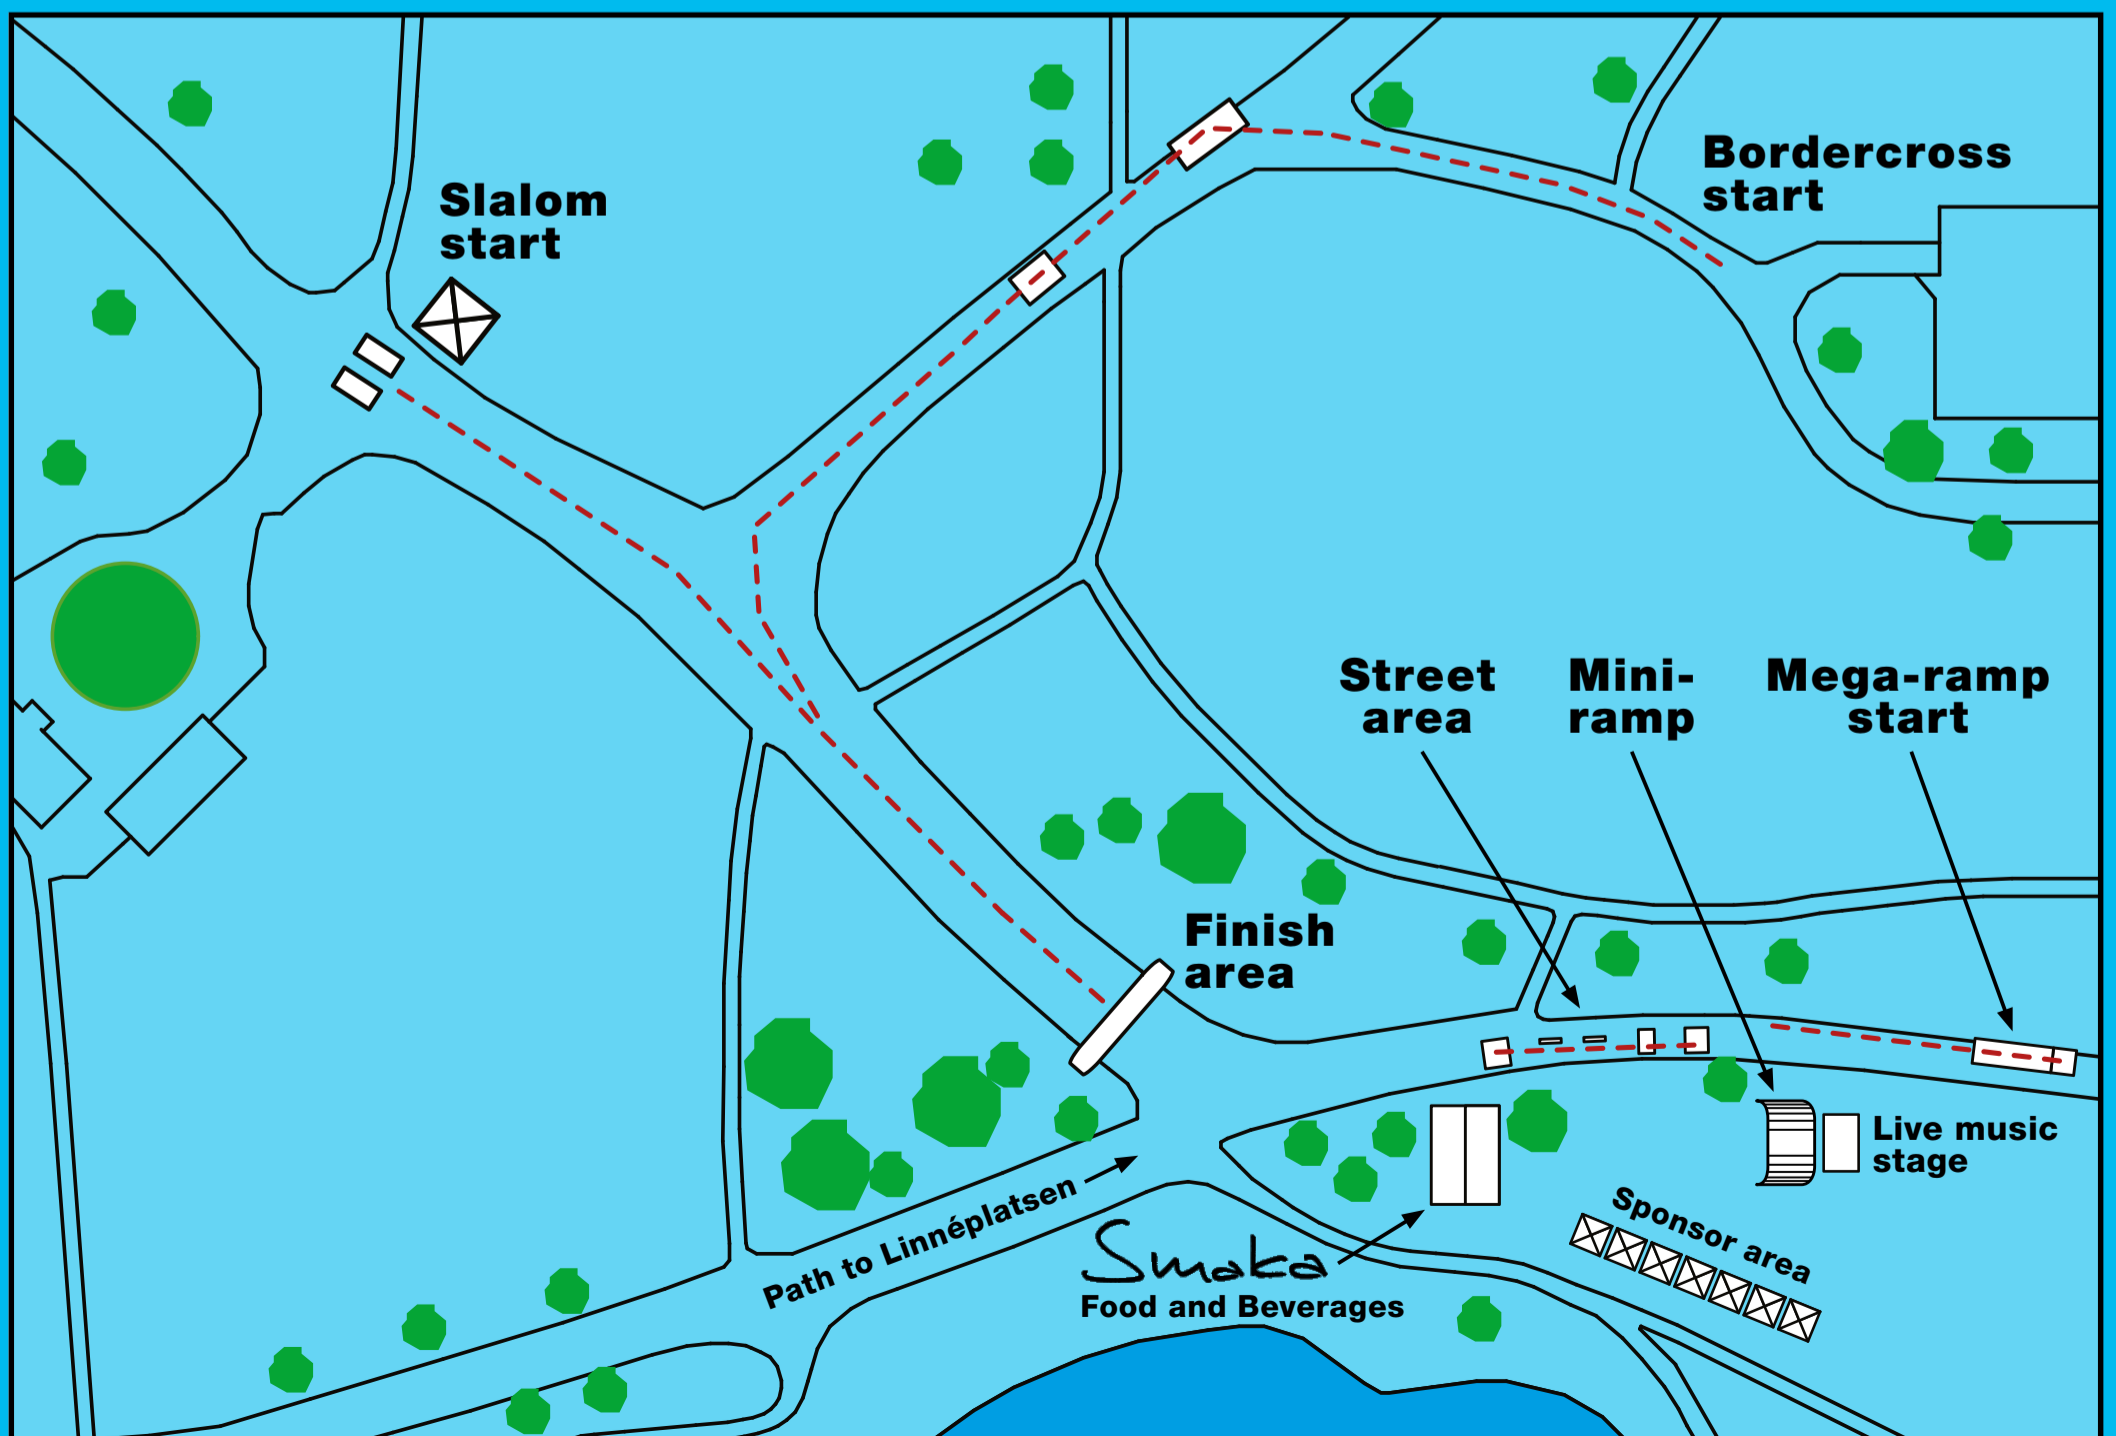 Bordercross
start
Slalom
start
Street
area
Mini-
ramp
Mega-ramp
start
Finish
area
Live music
stage
Path to Linnéplatsen
Sponsor area
Smaka
Food and Beverages